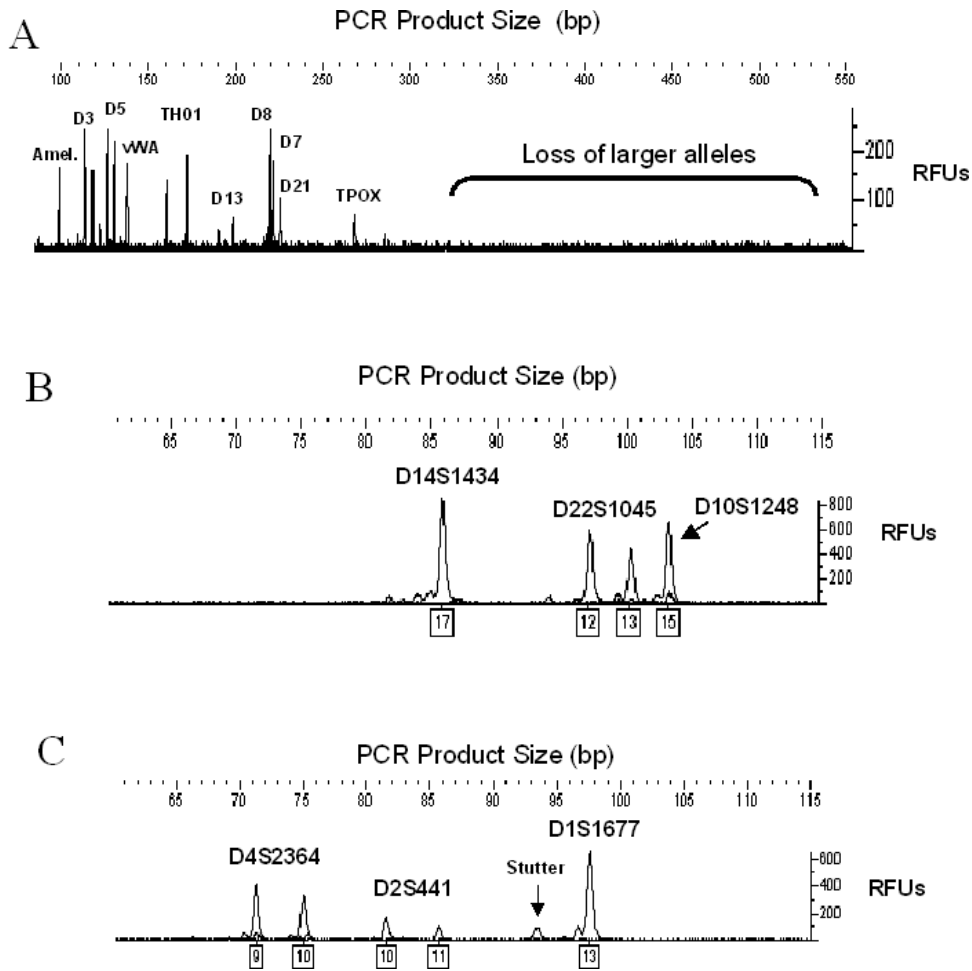 A
PCR Product Size (bp)
100 150 200 250 300 350 400 450 500 550
D3 D5 TH01 D8
Amel. vWA D7
D13 D21 TPOX
Loss of larger alleles
200
100
RFUs
B
PCR Product Size (bp)
65 70 75 80 85 90 95 100 105 110 115
D14S1434
D22S1045 D10S1248
800
600
400
200
RFUs
17 12 13 15
C
PCR Product Size (bp)
65 70 75 80 85 90 95 100 105 110 115
D1S1677
D4S2364 D2S441 Stutter
600
400
200
RFUs
9 10 10 11 13